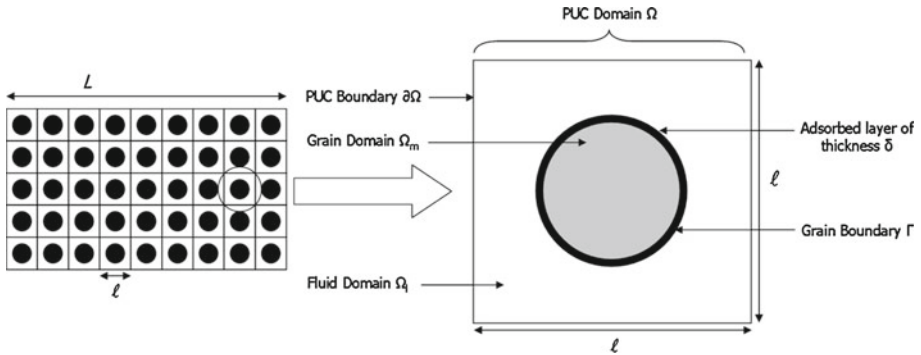 PUC Domain Ω
L
PUC Boundary ∂Ω
Grain Domain Ωm
Adsorbed layer of
thickness δ
ℓ
Grain Boundary Γ
Fluid Domain Ωl
ℓ
ℓ